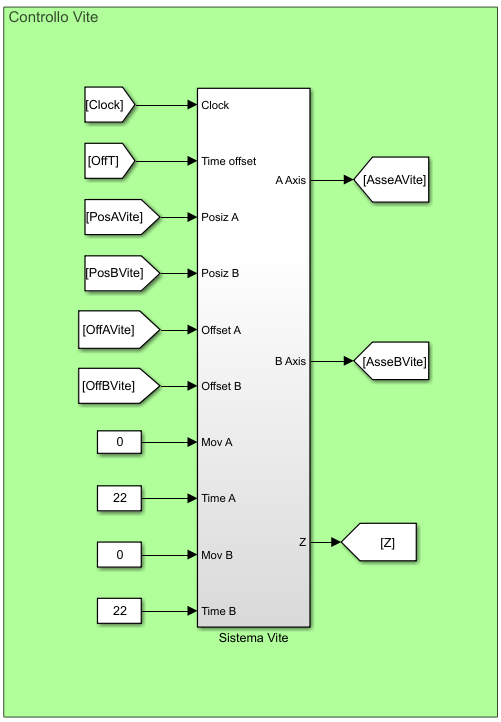 Controllo Vite
[Clock]
Clock
[OffT]
Time offset
A Axis
[AsseAVite]
[PosAVite]
Posiz A
[PosBVite]
Posiz B
[OffAVite]
Offset A
B Axis
[AsseBVite]
[OffBVite]
Offset B
0
Mov A
22
Time A
Z
[Z]
0
Mov B
22
Time B
Sistema Vite